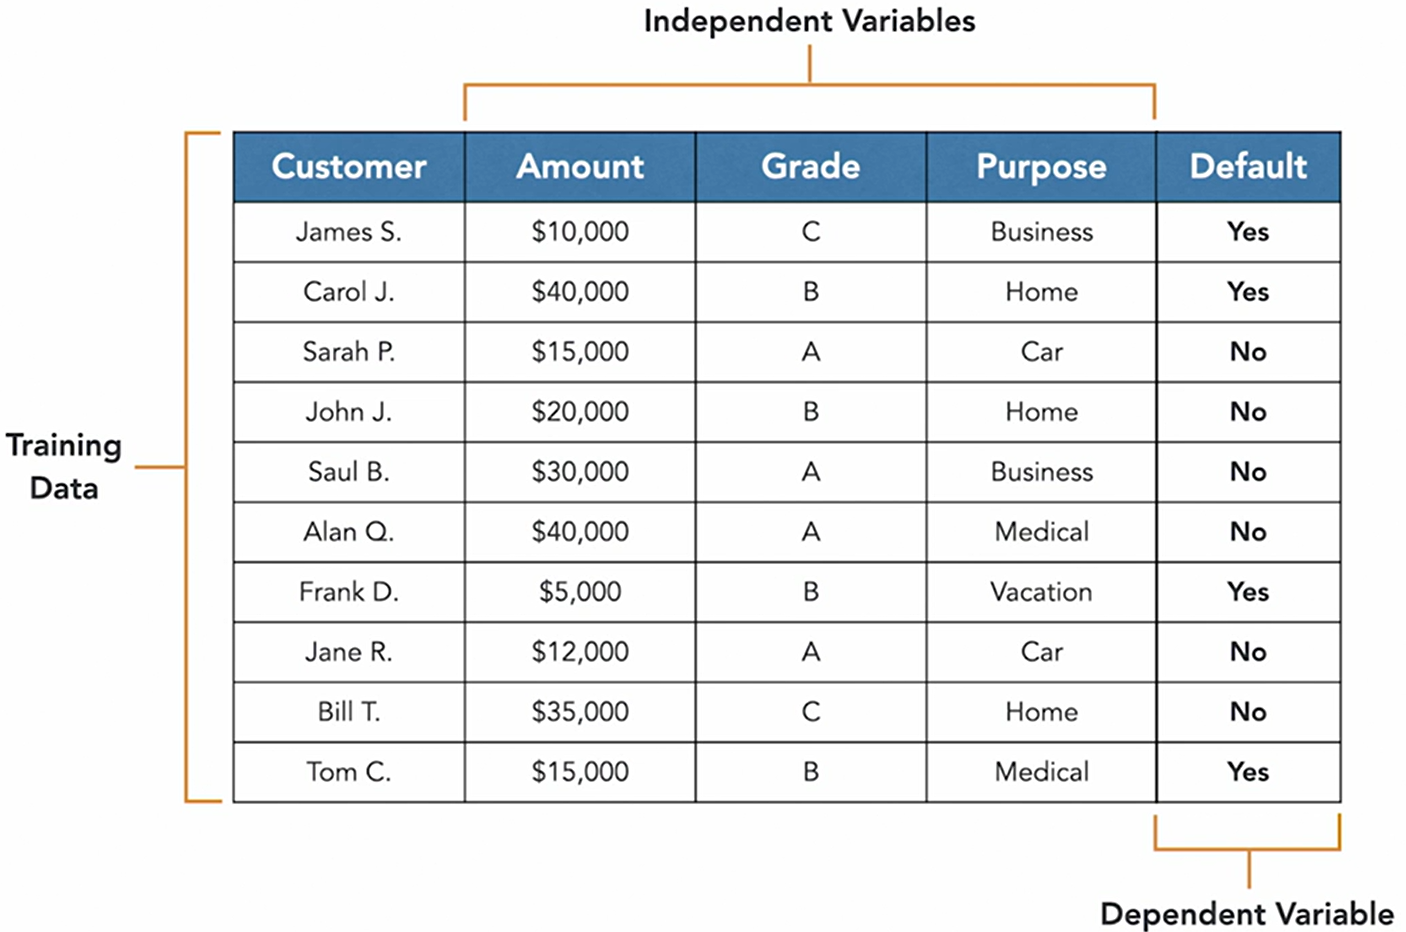 Independent Variables
Customer Amount Grade Purpose Default
James S. $10,000 C Business Yes
Carol J. $40,000 B Home Yes
Sarah P. $15,000 A Car No
John J. $20,000 B Home No
Training
Data
Saul B. $30,000 A Business No
Alan Q. $40,000 A Medical No
Frank D. $5,000 B Vacation Yes
Jane R. $12,000 A Car No
Bill T. $35,000 C Home No
Tom C. $15,000 B Medical Yes
Dependent Variable